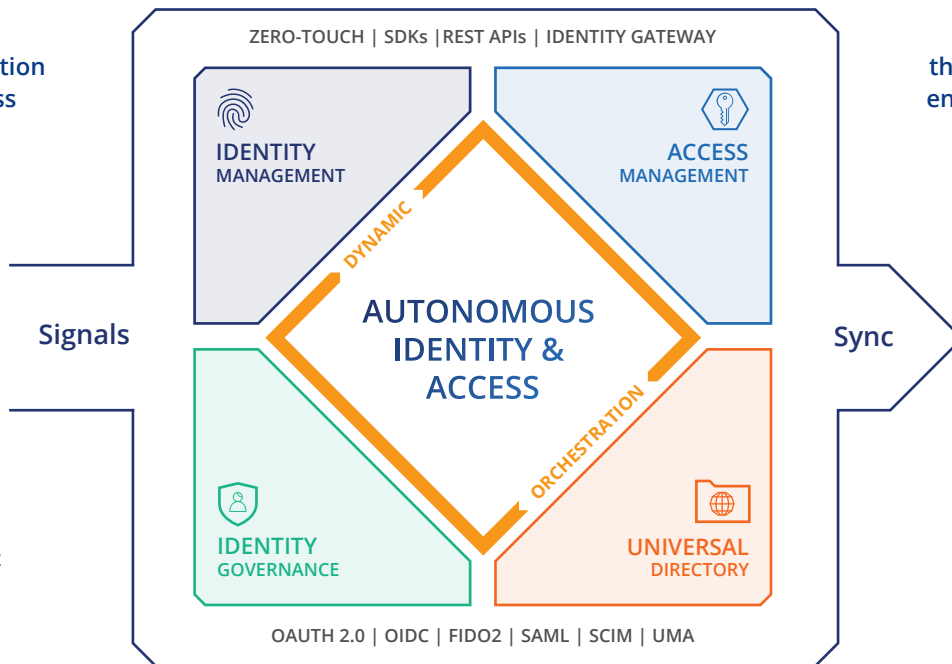 ZERO-TOUCH | SDKs |REST APIs | IDENTITY GATEWAY
IDENTITY
MANAGEMENT
ACCESS
MANAGEMENT
DYNAMIC
AUTONOMOUS
IDENTITY &
ACCESS
Signals
Sync
ORCHESTRATION
IDENTITY
GOVERNANCE
UNIVERSAL
DIRECTORY
OAUTH 2.0 | OIDC | FIDO2 | SAML | SCIM | UMA